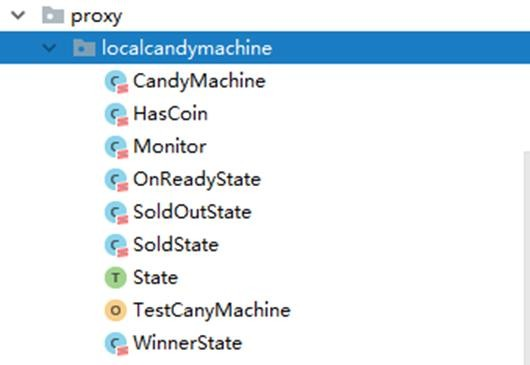 proxy
localcandymachine
CandyMachine
HasCoin
Monitor
OnReadyState
SoldOutState
SoldState
T State
O TestCanyMachine
WinnerState